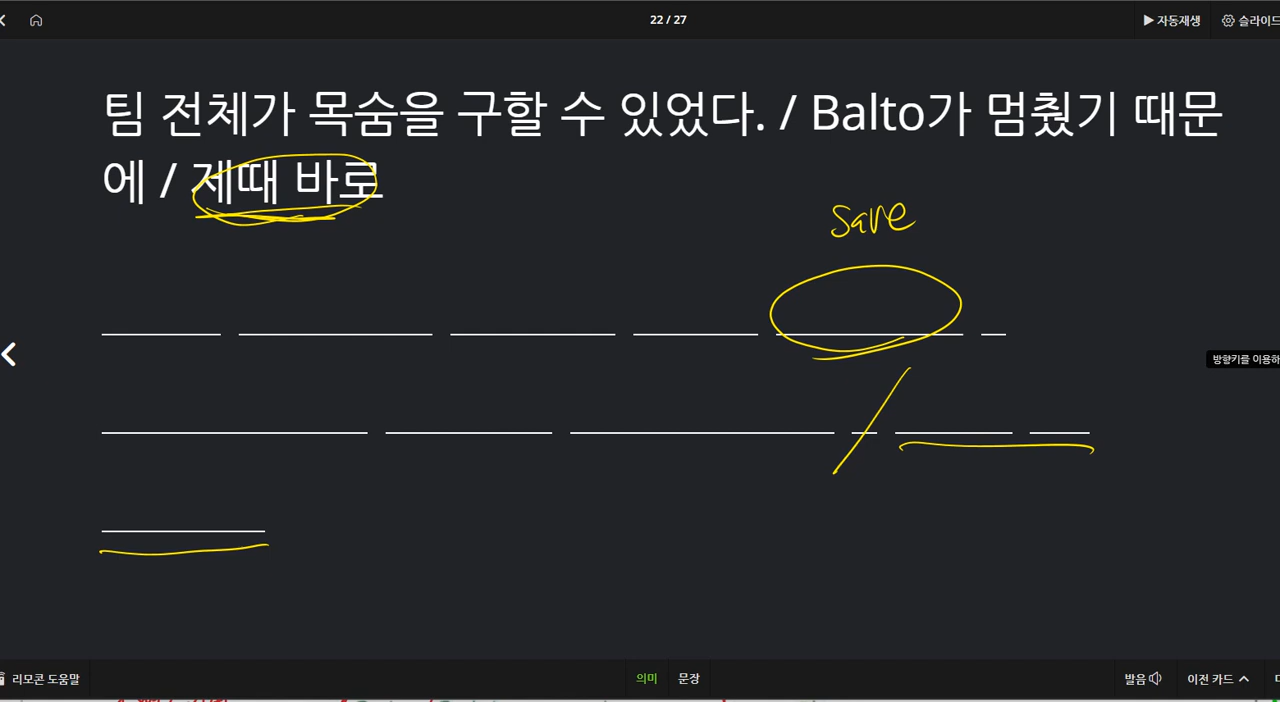 22 / 27
▶ 자동재생
슬라이드
팀 전체가 목숨을 구할 수 있었다. / Balto가 멈췄기 때문
에 / 제때 바로
save
방향키를 이용하
리모콘 도움말
의미
문장
발음
이전 카드